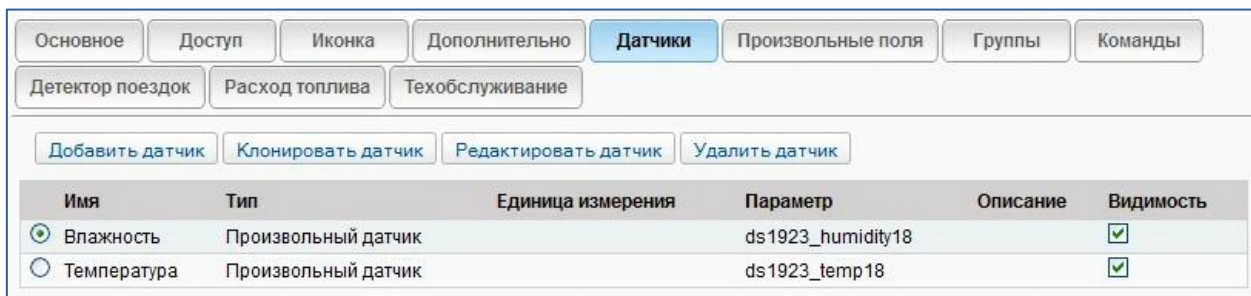 Основное Доступ Иконка Дополнительно Датчики Произвольные поля Группы Команды
Детектор поездок Расход топлива Техобслуживание
Добавить датчик Клонировать датчик Редактировать датчик Удалить датчик
Имя Тип Единица измерения Параметр Описание Видимость
Влажность Произвольный датчик ds1923_humidity18
Температура Произвольный датчик ds1923_temp18